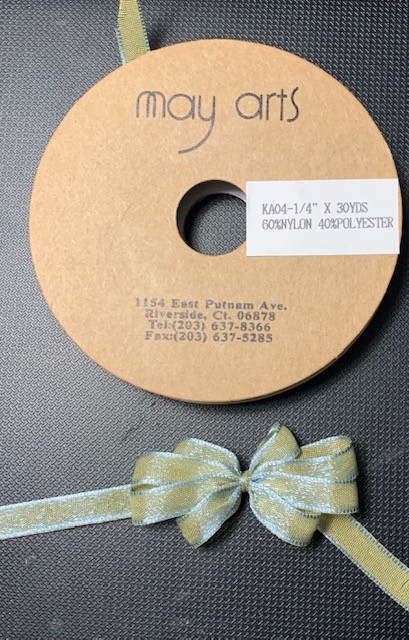 may arts
KA04-1/4" X 30YDS
60%NYLON 40%POLYESTER
1154 East Putnam Ave.
Riverside, Ct. 06878
Tel:(203) 637-8366
Fax:(203) 637-5285